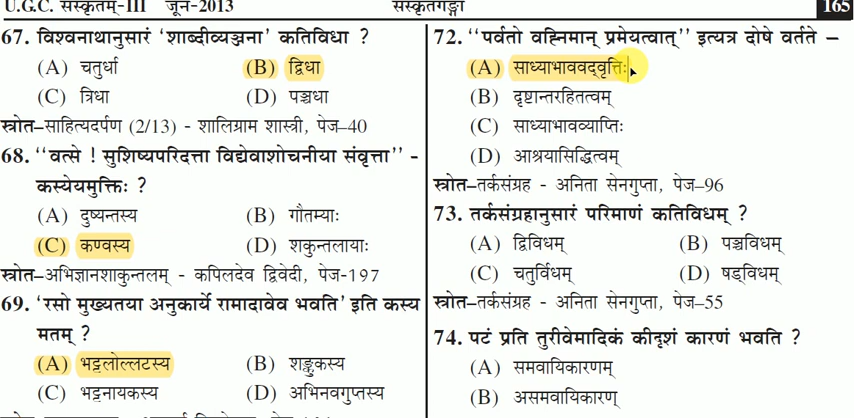 U.G.C. संस्कृतम्-III जून-2013 संस्कृतगङ्गा 165
67. विश्वनाथानुसारं 'शाब्दीव्यञ्जना' कतिविधा ?
(A) चतुर्धा (B) द्विधा
(C) त्रिधा (D) पञ्चधा
स्त्रोत–साहित्यदर्पण (2/13) - शालिग्राम शास्त्री, पेज–40
68. ''वत्से ! सुशिष्यपरिदत्ता विद्येवाशोचनीया संवृत्ता'' -
कस्येयमुक्तिः ?
(A) दुष्यन्तस्य (B) गौतम्याः
(C) कण्वस्य (D) शकुन्तलायाः
स्त्रोत–अभिज्ञानशाकुन्तलम् - कपिलदेव द्विवेदी, पेज-197
69. 'रसो मुख्यतया अनुकार्ये रामादावेव भवति' इति कस्य
मतम् ?
(A) भट्टलोल्लटस्य (B) शङ्कुकस्य
(C) भट्टनायकस्य (D) अभिनवगुप्तस्य
72. ''पर्वतो वह्निमान् प्रमेयत्वात्'' इत्यत्र दोषे वर्तते –
(A) साध्याभाववद्वृत्तिः
(B) दृष्टान्तरहितत्वम्
(C) साध्याभावव्याप्तिः
(D) आश्रयासिद्धित्वम्
स्त्रोत–तर्कसंग्रह - अनिता सेनगुप्ता, पेज–96
73. तर्कसंग्रहानुसारं परिमाणं कतिविधम् ?
(A) द्विविधम् (B) पञ्चविधम्
(C) चतुर्विधम् (D) षड्विधम्
स्त्रोत–तर्कसंग्रह - अनिता सेनगुप्ता, पेज–55
74. पटं प्रति तुरीवेमादिकं कीदृशं कारणं भवति ?
(A) समवायिकारणम्
(B) असमवायिकारण्